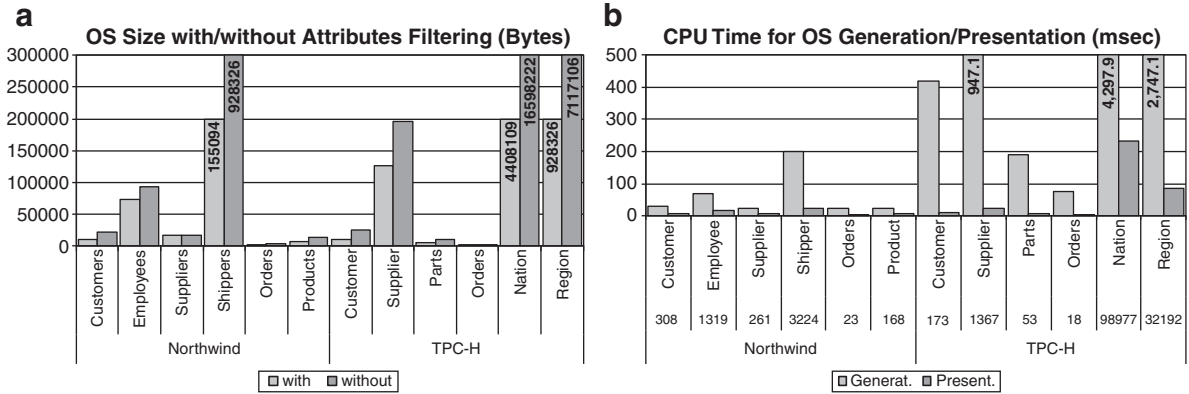 a
OS Size with/without Attributes Filtering (Bytes)
300000
250000
200000
150000
100000
50000
0
155094
928326
4408109
16598222
928326
7117106
Customers
Employees
Suppliers
Shippers
Orders
Products
Customer
Supplier
Parts
Orders
Nation
Region
Northwind
TPC-H
with
without
b
CPU Time for OS Generation/Presentation (msec)
500
400
300
200
100
0
947.1
4,297.9
2,747.1
Customer
Employee
Supplier
Shipper
Orders
Product
Customer
Supplier
Parts
Orders
Nation
Region
308 1319 261 3224 23 168 173 1367 53 18 98977 32192
Northwind
TPC-H
Generat.
Present.